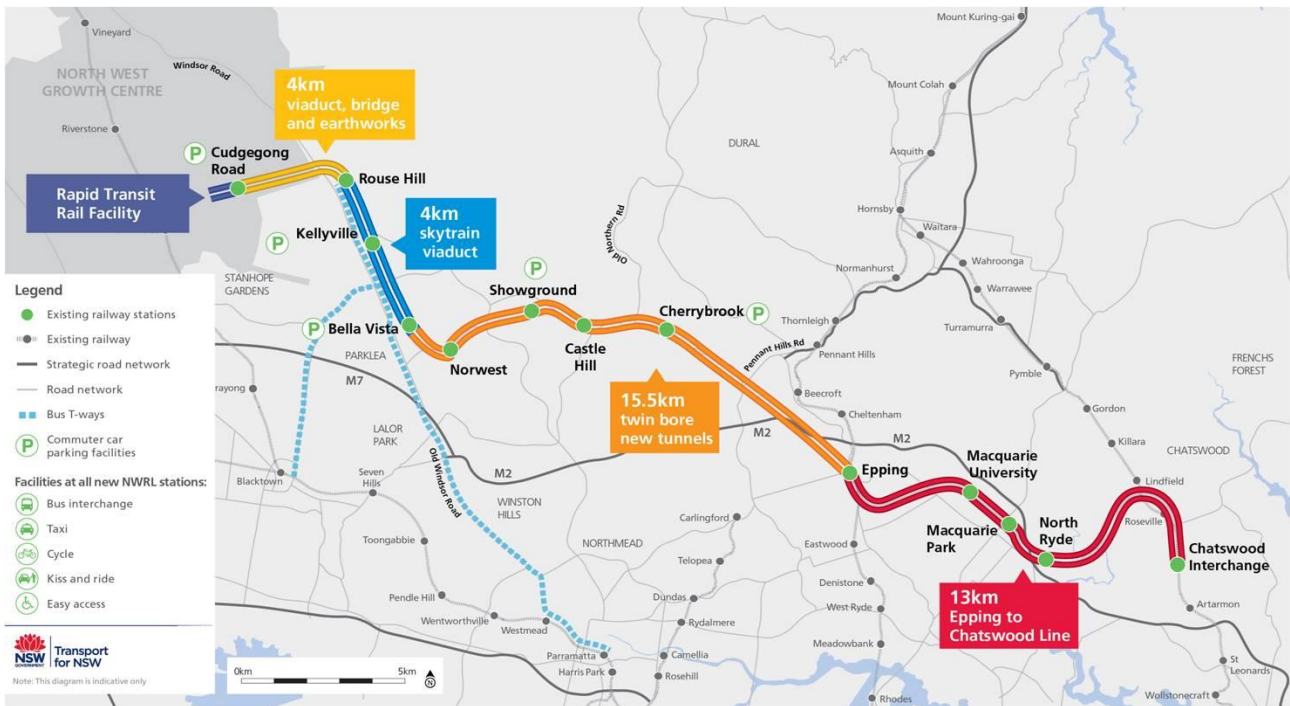 Mount Kuring-gai
Vineyard
Windsor Road
NORTH WEST
GROWTH CENTRE
Riverstone
4km
viaduct, bridge
and earthworks
Mount Colah
DURAL
Asquith
P
Cudgegong
Road
Rouse Hill
Rapid Transit
Rail Facility
Hornsby
Waitara
Old Northern Rd
4km
skytrain
viaduct
Kellyville
P
Normanhurst
Wahroonga
Warrawee
STANHOPE
GARDENS
P
Showground
Cherrybrook
P
Thornleigh
Turramurra
P
Bella Vista
Castle
Hill
Pennant Hills Rd
Pennant Hills
PARKLEA
Norwest
FRENCHS
FOREST
M7
Pymble
Beecroft
15.5km
twin bore
new tunnels
Cheltenham
Gordon
LALOR
PARK
M2
M2
Killara
CHATSWOOD
M2
Epping
Macquarie
University
Lindfield
Blacktown
Seven
Hills
Old Windsor Road
WINSTON
HILLS
Carlingford
Macquarie
Park
North
Ryde
Roseville
Toongabbie
NORTHMEAD
Eastwood
Chatswood
Interchange
Telopea
Denistone
13km
Epping to
Chatswood Line
Pendle Hill
Dundas
West Ryde
Artarmon
Wentworthville
Westmead
Rydalmere
Meadowbank
Parramatta
Camellia
St
Leonards
Harris Park
Rosehill
Rhodes
Wollstonecraft
rayong
Legend
Existing railway stations
Existing railway
Strategic road network
Road network
Bus T-ways
P
Commuter car
parking facilities
Facilities at all new NWRL stations:
Bus interchange
Taxi
Cycle
Kiss and ride
Easy access
NSW
GOVERNMENT
Transport
for NSW
Note: This diagram is indicative only
0km
5km
N